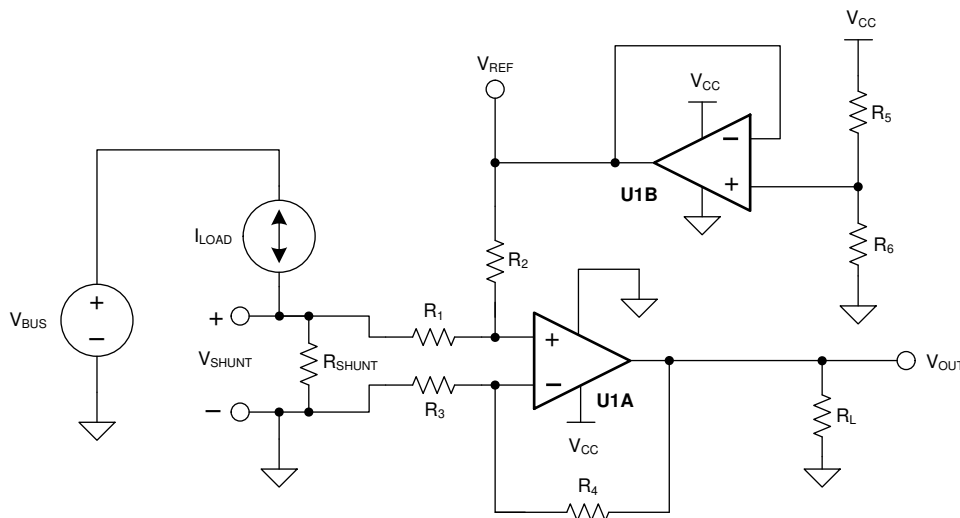 V_CC
V_REF
V_CC
R_5
−
+
U1B
R_6
I_LOAD
R_2
V_BUS
+
−
+
V_SHUNT
−
R_SHUNT
R_1
R_3
+
−
U1A
V_CC
V_OUT
R_L
R_4